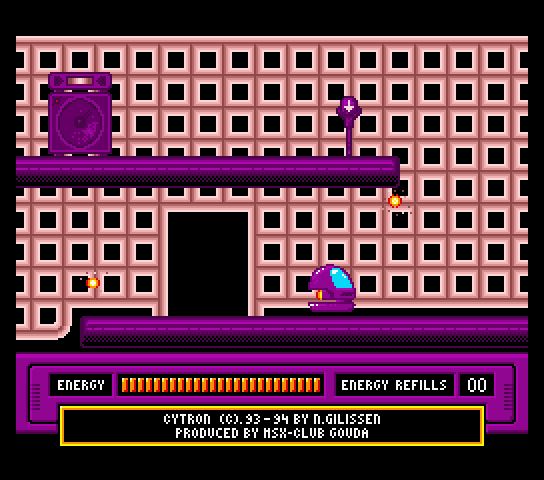 ENERGY
ENERGY REFILLS 00
CYTRON (C).93-94 BY N.GILISSEN
PRODUCED BY MSX-CLUB GOUDA